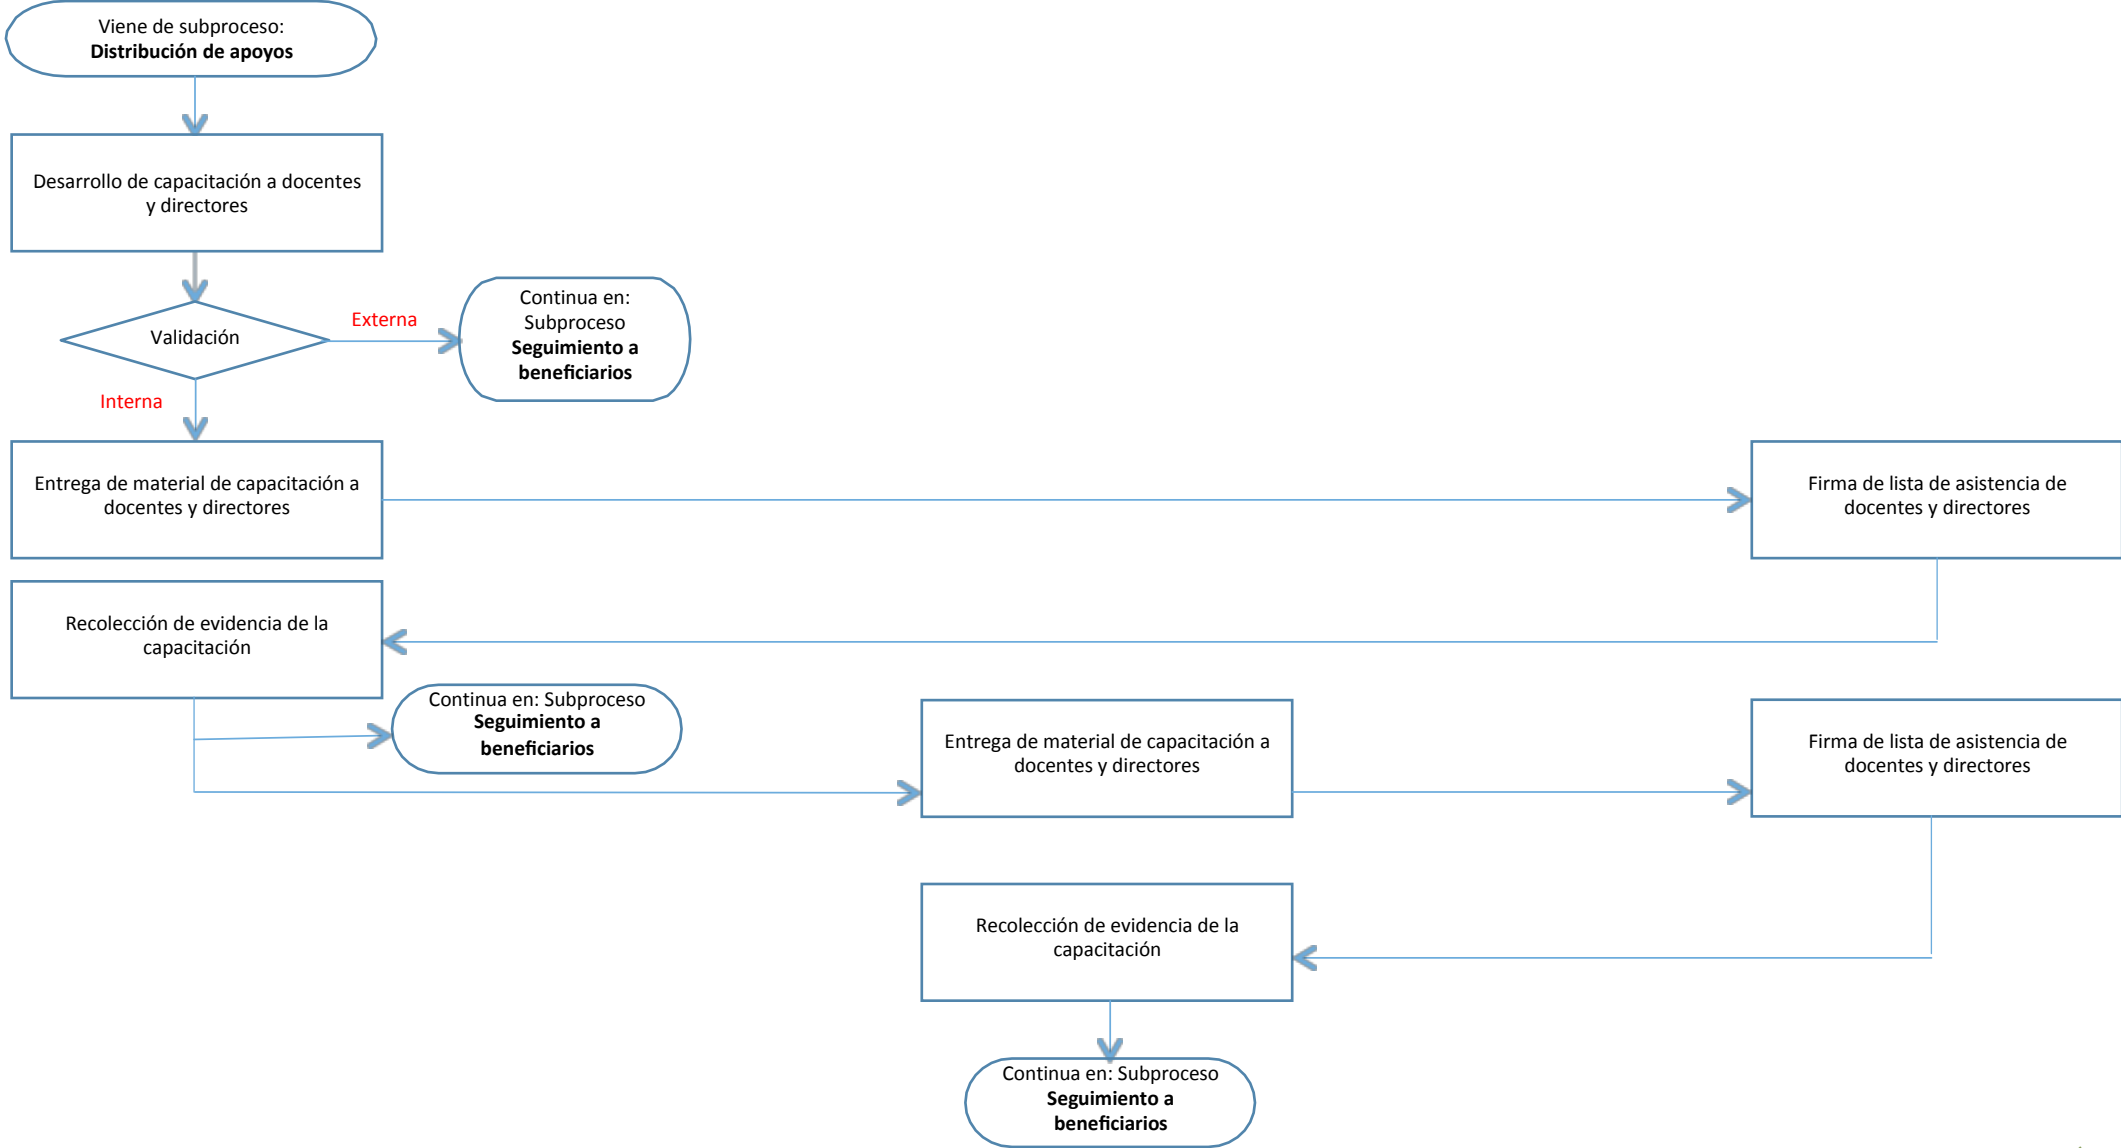 Viene de subproceso:
Distribución de apoyos
Desarrollo de capacitación a docentes
y directores
Validación
Externa
Continua en:
Subproceso
Seguimiento a
beneficiarios
Interna
Entrega de material de capacitación a
docentes y directores
Firma de lista de asistencia de
docentes y directores
Recolección de evidencia de la
capacitación
Continua en: Subproceso
Seguimiento a
beneficiarios
Entrega de material de capacitación a
docentes y directores
Firma de lista de asistencia de
docentes y directores
Recolección de evidencia de la
capacitación
Continua en: Subproceso
Seguimiento a
beneficiarios